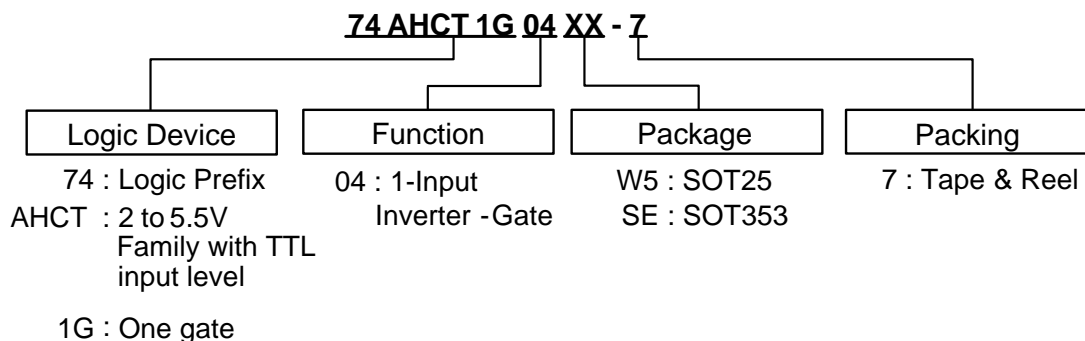 74 AHCT 1G 04 XX - 7
Logic Device
Function
Package
Packing
74 : Logic Prefix
AHCT : 2 to 5.5V
Family with TTL
input level
1G : One gate
04 : 1-Input
Inverter -Gate
W5 : SOT25
SE : SOT353
7 : Tape & Reel